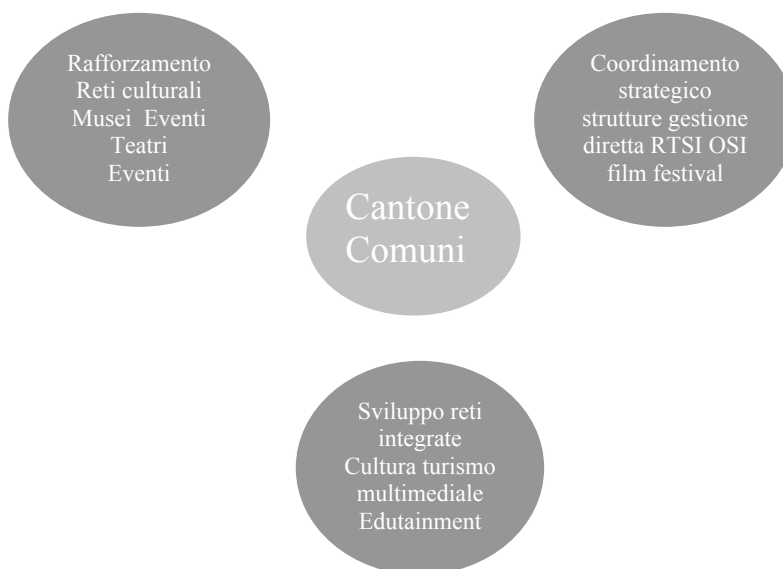 Rafforzamento
Reti culturali
Musei Eventi
Teatri
Eventi
Coordinamento
strategico
strutture gestione
diretta RTSI OSI
film festival
Cantone
Comuni
Sviluppo reti
integrate
Cultura turismo
multimediale
Edutainment